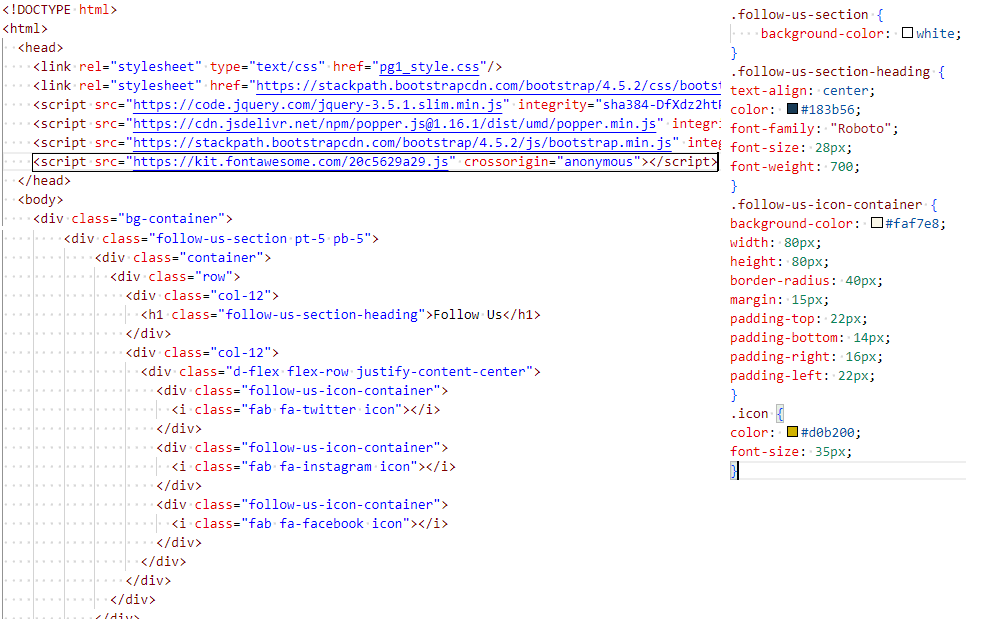 <!DOCTYPE html>
<html>
<head>
<link rel="stylesheet" type="text/css" href="pg1_style.css"/>
<link rel="stylesheet" href="https://stackpath.bootstrapcdn.com/bootstrap/4.5.2/css/bootst
<script src="https://code.jquery.com/jquery-3.5.1.slim.min.js" integrity="sha384-DfXdz2htP
<script src="https://cdn.jsdelivr.net/npm/popper.js@1.16.1/dist/umd/popper.min.js" integri
<script src="https://stackpath.bootstrapcdn.com/bootstrap/4.5.2/js/bootstrap.min.js" integ
<script src="https://kit.fontawesome.com/20c5629a29.js" crossorigin="anonymous"></script>
</head>
<body>
<div class="bg-container">
<div class="follow-us-section pt-5 pb-5">
<div class="container">
<div class="row">
<div class="col-12">
<h1 class="follow-us-section-heading">Follow Us</h1>
</div>
<div class="col-12">
<div class="d-flex flex-row justify-content-center">
<div class="follow-us-icon-container">
<i class="fab fa-twitter icon"></i>
</div>
<div class="follow-us-icon-container">
<i class="fab fa-instagram icon"></i>
</div>
<div class="follow-us-icon-container">
<i class="fab fa-facebook icon"></i>
</div>
</div>
</div>
</div>
</div>
.follow-us-section {
background-color: white;
}
.follow-us-section-heading {
text-align: center;
color: #183b56;
font-family: "Roboto";
font-size: 28px;
font-weight: 700;
}
.follow-us-icon-container {
background-color: #faf7e8;
width: 80px;
height: 80px;
border-radius: 40px;
margin: 15px;
padding-top: 22px;
padding-bottom: 14px;
padding-right: 16px;
padding-left: 22px;
}
.icon {
color: #d0b200;
font-size: 35px;
}